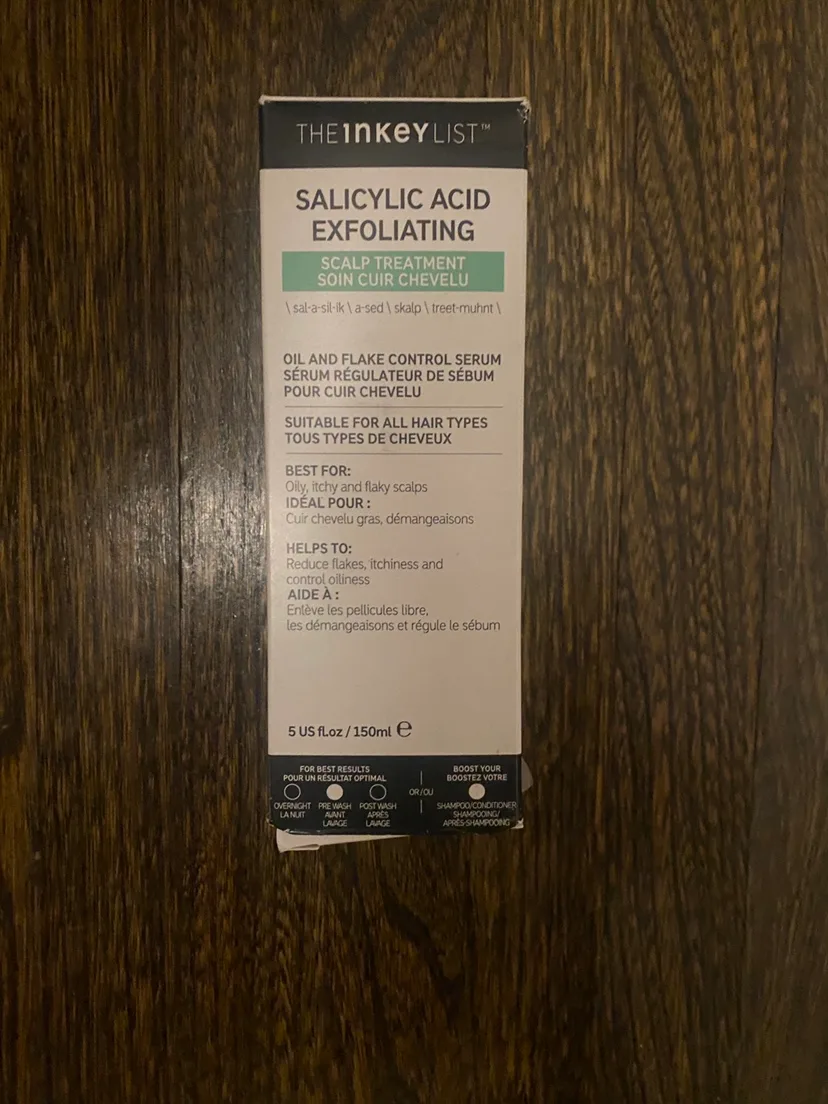 THE INKEY LIST™
SALICYLIC ACID
EXFOLIATING
SCALP TREATMENT
SOIN CUIR CHEVELU
\ sal-a-sil-ik \ a-sed \ skalp \ treet-muhnt \
OIL AND FLAKE CONTROL SERUM
SÉRUM RÉGULATEUR DE SÉBUM
POUR CUIR CHEVELU
SUITABLE FOR ALL HAIR TYPES
TOUS TYPES DE CHEVEUX
BEST FOR:
Oily, itchy and flaky scalps
IDÉAL POUR :
Cuir chevelu gras, démangeaisons
HELPS TO:
Reduce flakes, itchiness and
control oiliness
AIDE À :
Enlève les pellicules libre,
les démangeaisons et régule le sébum
5 US fl.oz / 150ml ℮
FOR BEST RESULTS
POUR UN RÉSULTAT OPTIMAL
OVERNIGHT
LA NUIT
PRE WASH
AVANT
LAVAGE
POST WASH
APRÈS
LAVAGE
OR/OU
BOOST YOUR
BOOSTEZ VOTRE
SHAMPOO/CONDITIONER
SHAMPOOING/
APRÈS-SHAMPOOING